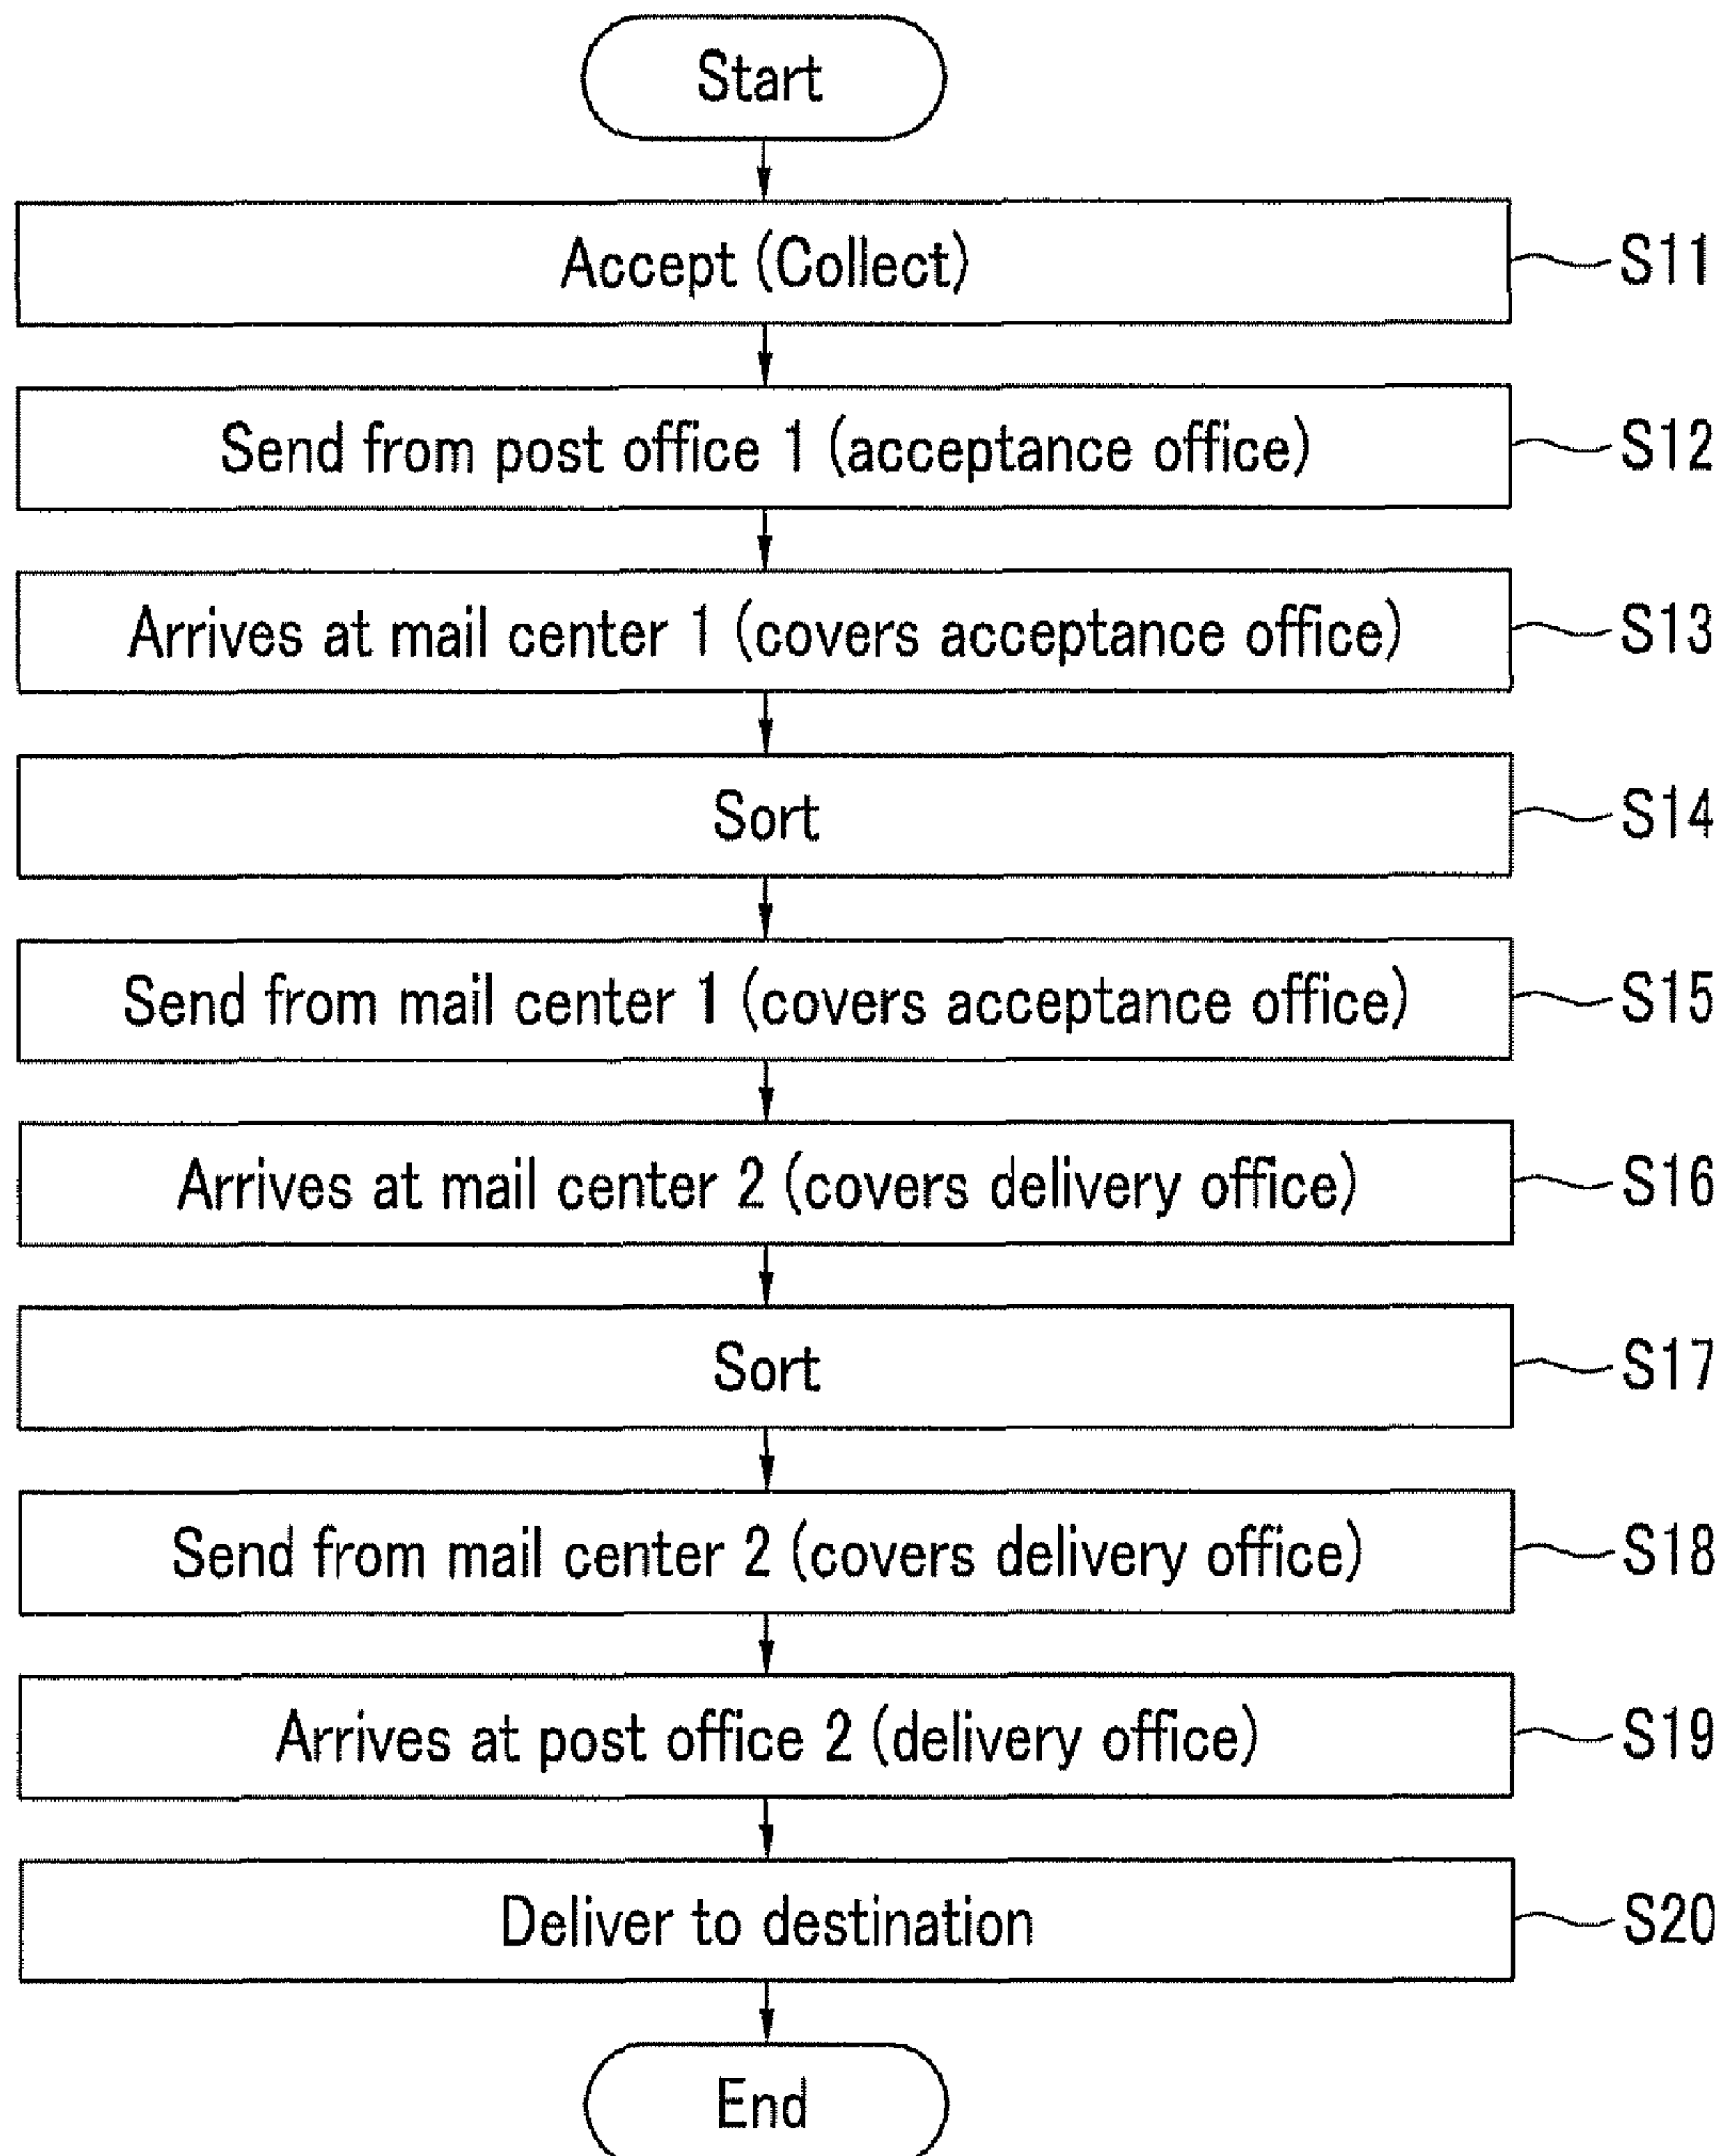 Start
Accept (Collect) S11
Send from post office 1 (acceptance office) S12
Arrives at mail center 1 (covers acceptance office) S13
Sort S14
Send from mail center 1 (covers acceptance office) S15
Arrives at mail center 2 (covers delivery office) S16
Sort S17
Send from mail center 2 (covers delivery office) S18
Arrives at post office 2 (delivery office) S19
Deliver to destination S20
End